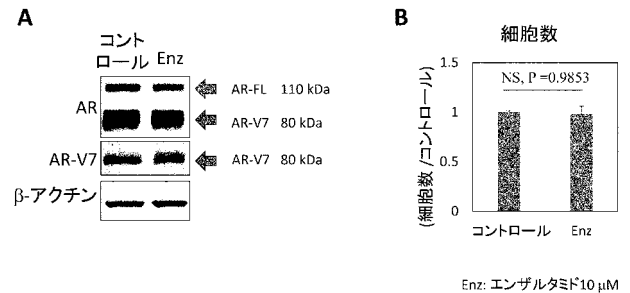 A
コント
ロール Enz
AR
AR-FL 110 kDa
AR-V7 80 kDa
AR-V7
AR-V7 80 kDa
β-アクチン
B
細胞数
(細胞数/コントロール)
1.5
1
0.5
0
NS, P =0.9853
コントロール Enz
Enz: エンザルタミド10 μM